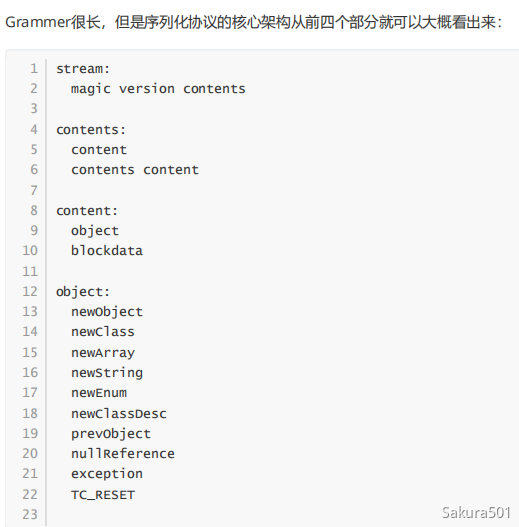 Grammer很长，但是序列化协议的核心架构从前四个部分就可以大概看出来：
1 stream:
2 magic version contents
3
4 contents:
5 content
6 contents content
7
8 content:
9 object
10 blockdata
11
12 object:
13 newObject
14 newClass
15 newArray
16 newString
17 newEnum
18 newClassDesc
19 prevObject
20 nullReference
21 exception
22 TC_RESET
23
Sakura501